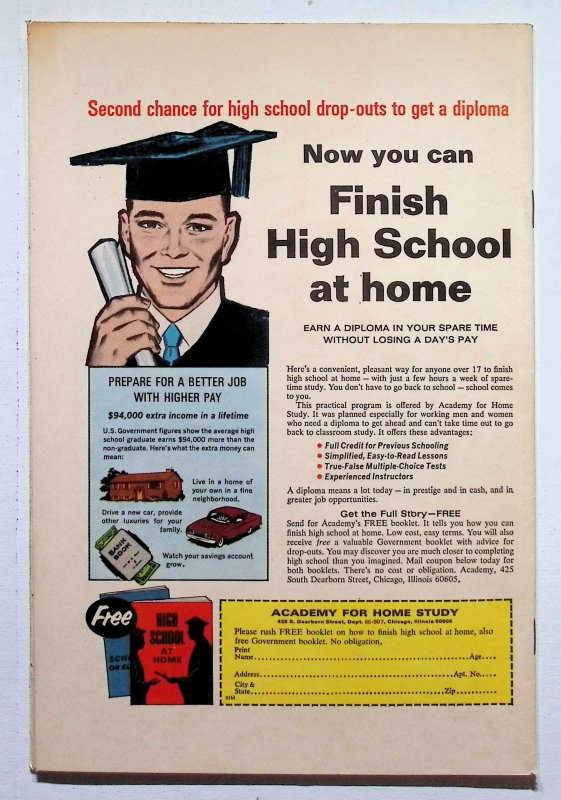 Second chance for high school drop-outs to get a diploma
Now you can
Finish
High School
at home
EARN A DIPLOMA IN YOUR SPARE TIME
WITHOUT LOSING A DAY'S PAY
PREPARE FOR A BETTER JOB
WITH HIGHER PAY
$94,000 extra income in a lifetime
U.S. Government figures show the average high
school graduate earns $94,000 more than the
non-graduate. Here's what the extra money can
mean:
Live in a home of
your own in a fine
neighborhood.
Drive a new car, provide
other luxuries for your
family.
BANK
BOOK
Watch your savings account
grow.
Here's a convenient, pleasant way for anyone over 17 to finish
high school at home — with just a few hours a week of spare-
time study. You don't have to go back to school — school comes
to you.
This practical program is offered by Academy for Home
Study. It was planned especially for working men and women
who need a diploma to get ahead and can't take time out to go
back to classroom study. It offers these advantages:
• Full Credit for Previous Schooling
• Simplified, Easy-to-Read Lessons
• True-False Multiple-Choice Tests
• Experienced Instructors
A diploma means a lot today — in prestige and in cash, and in
greater job opportunities.
Get the Full Story—FREE
Send for Academy's FREE booklet. It tells you how you can
finish high school at home. Low cost, easy terms. You will also
receive free a valuable Government booklet with advice for
drop-outs. You may discover you are much closer to completing
high school than you imagine. Mail coupon below today for
both booklets. There's no cost or obligation. Academy, 425
South Dearborn Street, Chicago, Illinois 60605.
Free
SCH
OR EL
HIGH
SCHOOL
AT
HOME
ACADEMY FOR HOME STUDY
425 S. Dearborn Street, Dept. 66-907, Chicago, Illinois 60605
Please rush FREE booklet on how to finish high school at home, also
free Government booklet. No obligation.
Print
Name Age
Address Apt. No.
City &
State Zip